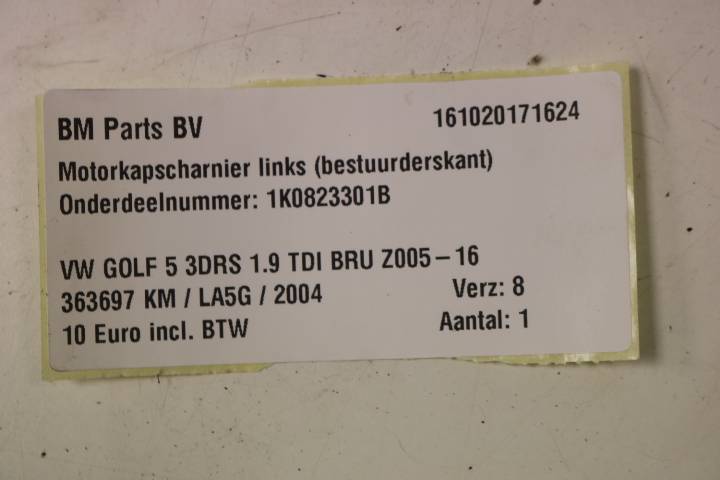 BM Parts BV 161020171624
Motorkapscharnier links (bestuurderskant)
Onderdeelnummer: 1K0823301B
VW GOLF 5 3DRS 1.9 TDI BRU Z005-16
363697 KM / LA5G / 2004 Verz: 8
10 Euro incl. BTW Aantal: 1